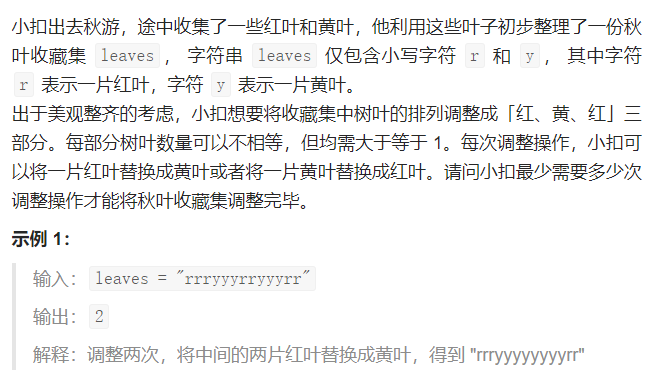 小扣出去秋游，途中收集了一些红叶和黄叶，他利用这些叶子初步整理了一份秋
叶收藏集 leaves， 字符串 leaves 仅包含小写字符 r 和 y， 其中字符
r 表示一片红叶，字符 y 表示一片黄叶。
出于美观整齐的考虑，小扣想要将收藏集中树叶的排列调整成「红、黄、红」三
部分。每部分树叶数量可以不相等，但均需大于等于 1。每次调整操作，小扣可
以将一片红叶替换成黄叶或者将一片黄叶替换成红叶。请问小扣最少需要多少次
调整操作才能将秋叶收藏集调整完毕。
示例 1：
输入：leaves = "rrryyyrryyyrr"
输出：2
解释：调整两次，将中间的两片红叶替换成黄叶，得到 "rrryyyyyyyyrr"